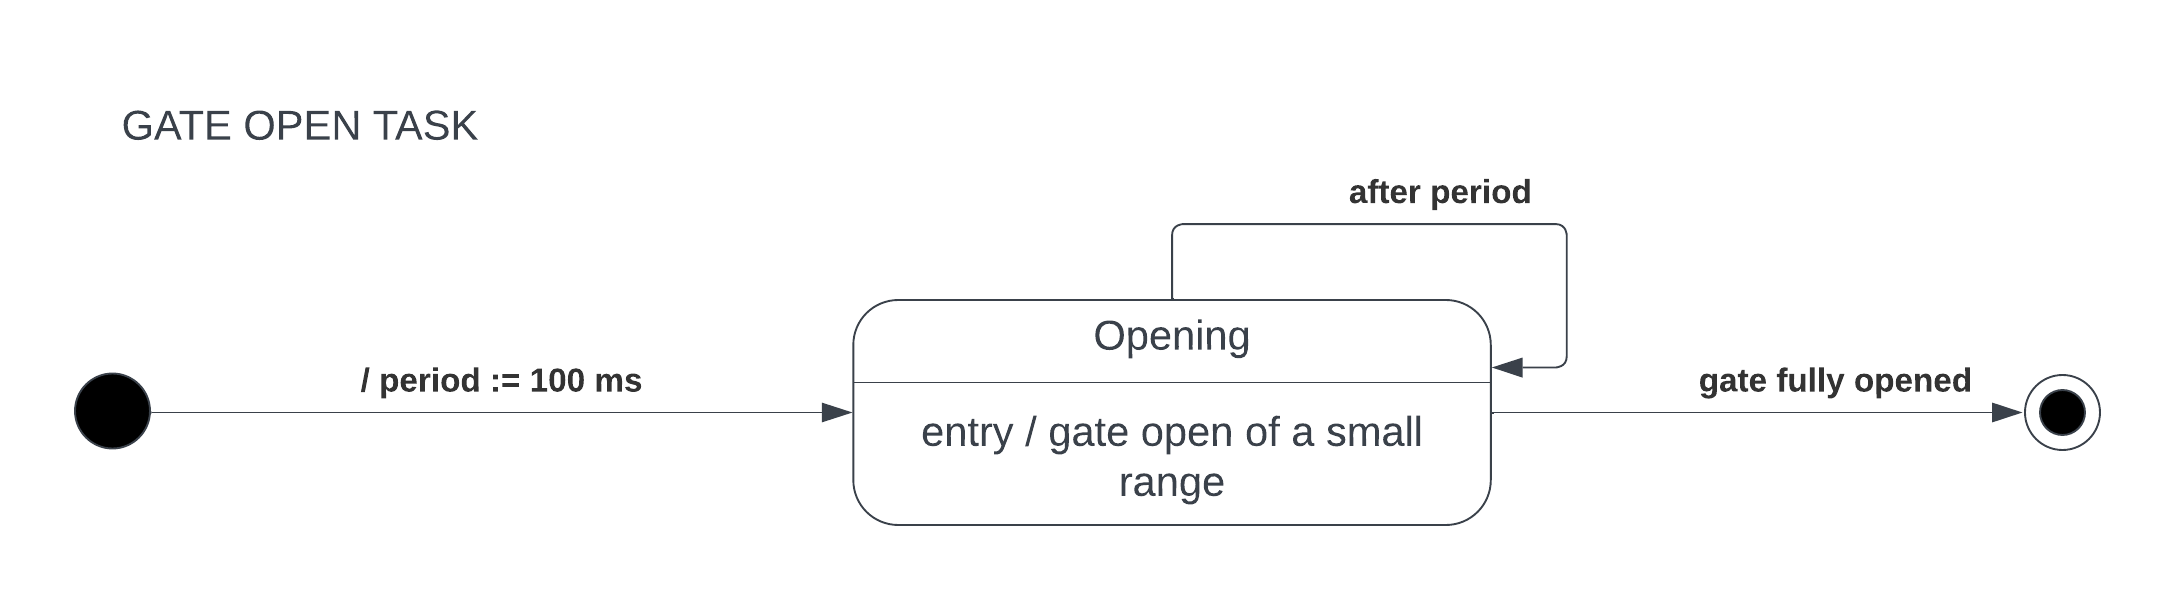 GATE OPEN TASK
after period
/ period := 100 ms
Opening
gate fully opened
entry / gate open of a small
range